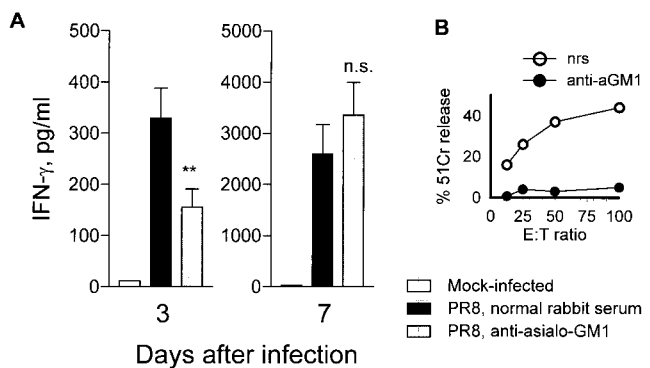 A
IFN-γ, pg/ml
500
400
300
200
100
0
**
3
5000
4000
3000
2000
1000
0
n.s.
7
Days after infection
B
nrs
anti-aGM1
% 51Cr release
40
20
0
0 25 50 75 100
E:T ratio
Mock-infected
PR8, normal rabbit serum
PR8, anti-asialo-GM1